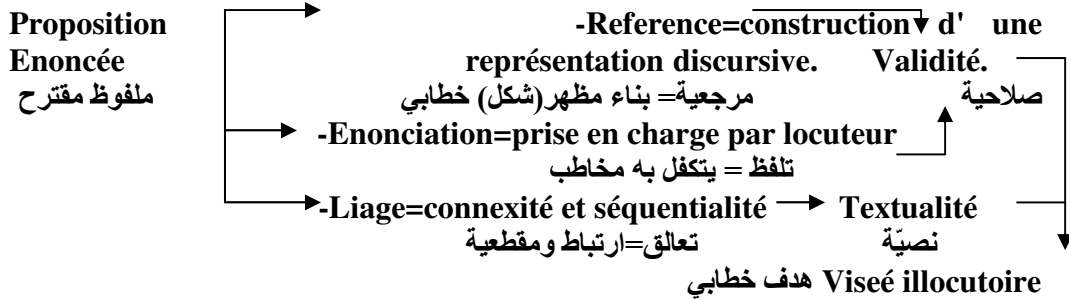 Proposition -Reference=construction d' une
Enoncée représentation discursive. Validité.
ملفوظ مقترح مرجعية= بناء مظهر(شكل) خطابي صلاحية
-Enonciation=prise en charge par locuteur
تلفظ = يتكفل به مخاطب
-Liage=connexité et séquentialité Textualité
تعالق=ارتباط ومقطعية نصيّة
Viseé illocutoire هدف خطابي